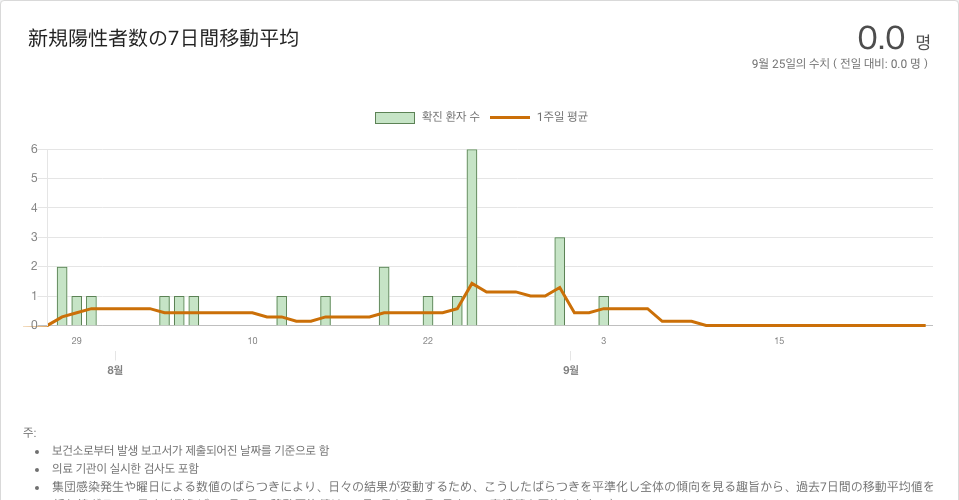 新規陽性者数の7日間移動平均
0.0 명
9월 25일의 수치 ( 전일 대비: 0.0 명 )
확진 환자 수 1주일 평균
6
5
4
3
2
1
0
29 10 22 3 15
8월 9월
주:
보건소로부터 발생 보고서가 제출되어진 날짜를 기준으로 함
의료 기관이 실시한 검사도 포함
集団感染発生や曜日による数値のばらつきにより、日々の結果が変動するため、こうしたばらつきを平準化し全体の傾向を見る趣旨から、過去7日間の移動平均値を